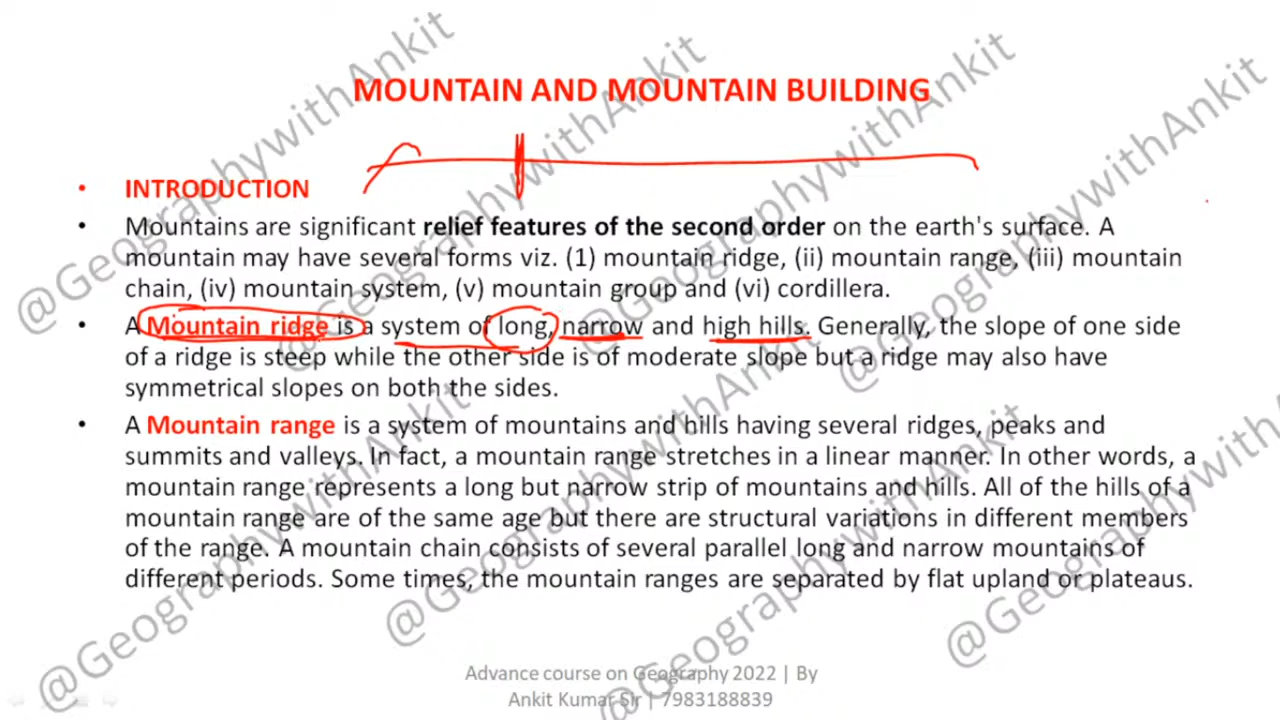 MOUNTAIN AND MOUNTAIN BUILDING
• INTRODUCTION
• Mountains are significant relief features of the second order on the earth's surface. A
mountain may have several forms viz. (1) mountain ridge, (ii) mountain range, (iii) mountain
chain, (iv) mountain system, (v) mountain group and (vi) cordillera.
• A Mountain ridge is a system of long, narrow and high hills. Generally, the slope of one side
of a ridge is steep while the other side is of moderate slope but a ridge may also have
symmetrical slopes on both the sides.
• A Mountain range is a system of mountains and hills having several ridges, peaks and
summits and valleys. In fact, a mountain range stretches in a linear manner. In other words, a
mountain range represents a long but narrow strip of mountains and hills. All of the hills of a
mountain range are of the same age but there are structural variations in different members
of the range. A mountain chain consists of several parallel long and narrow mountains of
different periods. Some times, the mountain ranges are separated by flat upland or plateaus.
Advance course on Geography 2022 | By
Ankit Kumar Sir | 7983188839
@GeographywithAnkit
@GeographywithAnkit
@GeographywithAnkit
@GeographywithAnkit
@GeographywithAnkit
@GeographywithAnkit
@GeographywithAnkit
@GeographywithAnkit